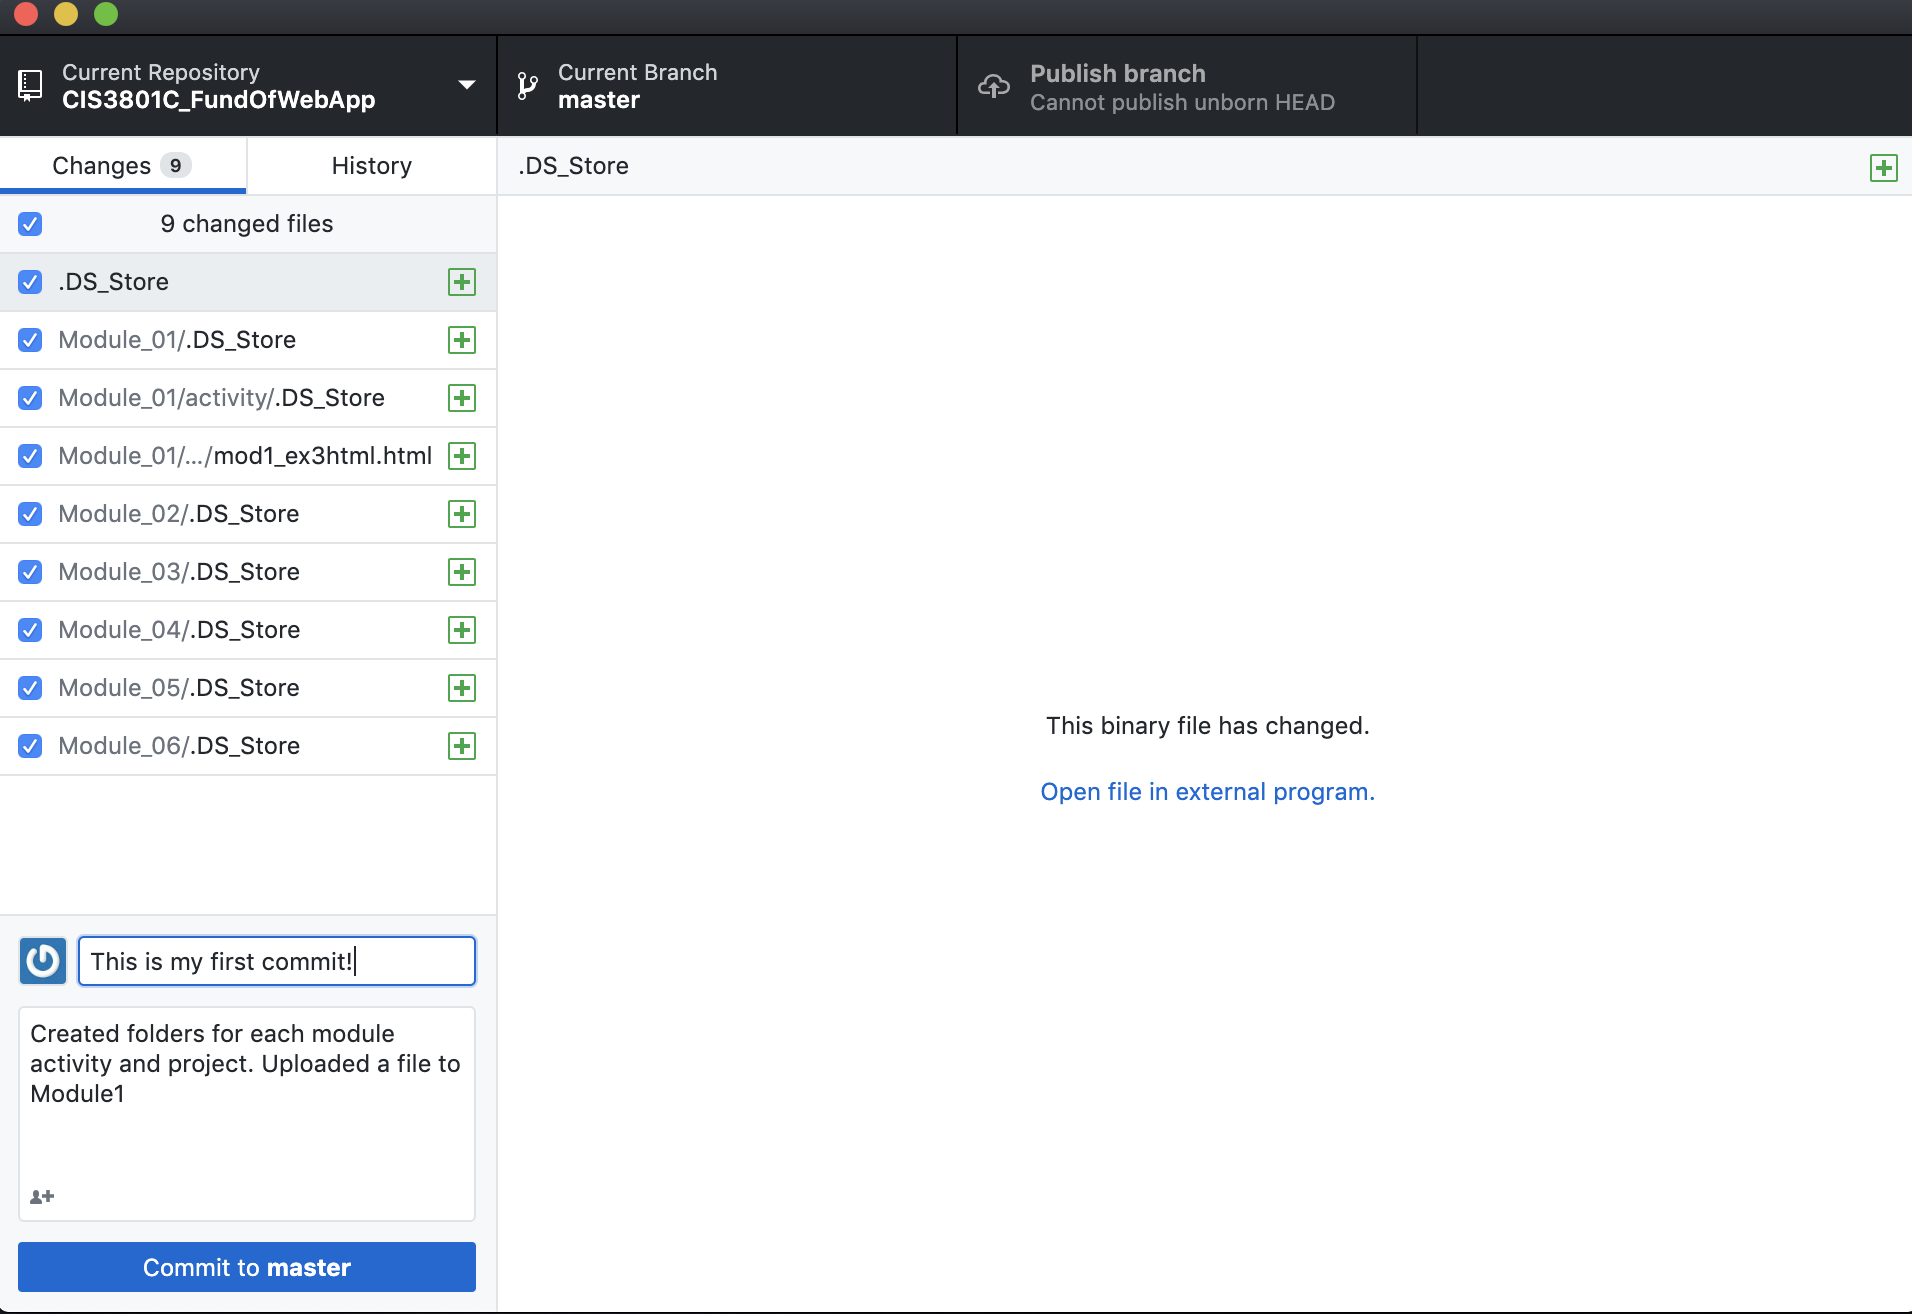 Current Repository
CIS3801C_FundOfWebApp
Current Branch
master
Publish branch
Cannot publish unborn HEAD
Changes 9
History
.DS_Store
9 changed files
.DS_Store
Module_01/.DS_Store
Module_01/activity/.DS_Store
Module_01/.../mod1_ex3html.html
Module_02/.DS_Store
Module_03/.DS_Store
Module_04/.DS_Store
Module_05/.DS_Store
Module_06/.DS_Store
This binary file has changed.
Open file in external program.
This is my first commit!
Created folders for each module
activity and project. Uploaded a file to
Module1
Commit to master